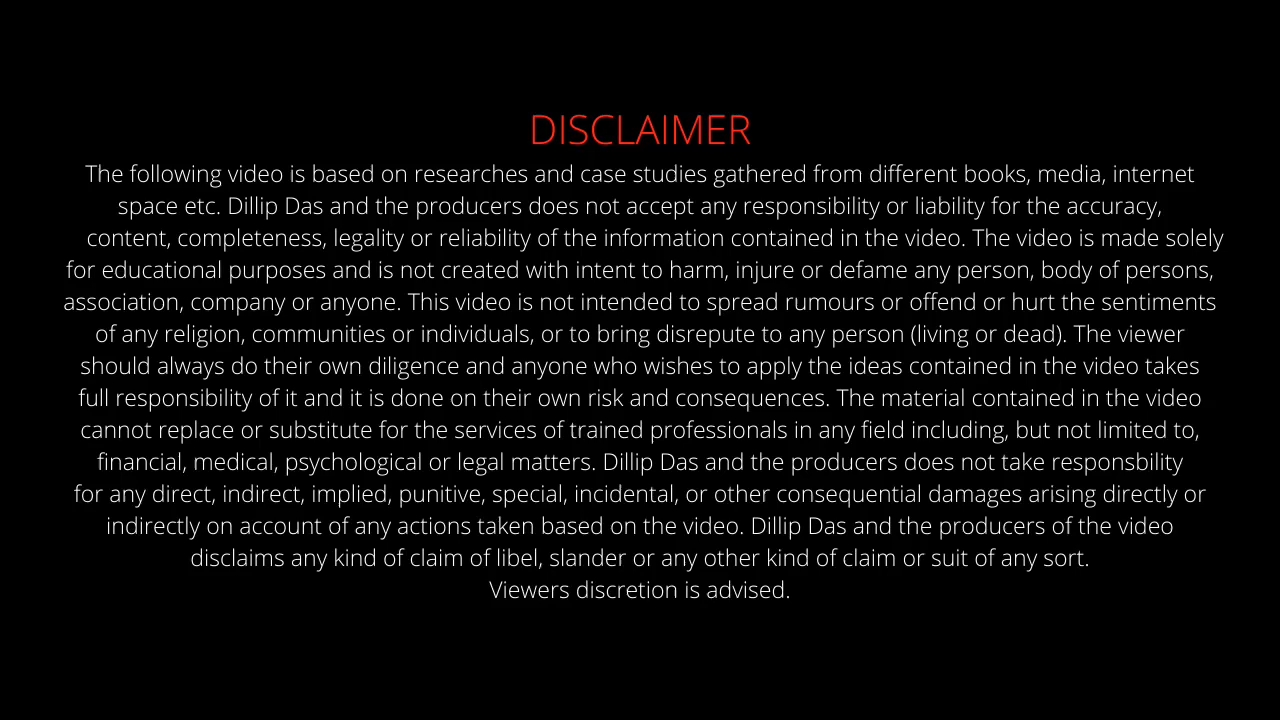 DISCLAIMER
The following video is based on researches and case studies gathered from different books, media, internet
space etc. Dillip Das and the producers does not accept any responsibility or liability for the accuracy,
content, completeness, legality or reliability of the information contained in the video. The video is made solely
for educational purposes and is not created with intent to harm, injure or defame any person, body of persons,
association, company or anyone. This video is not intended to spread rumours or offend or hurt the sentiments
of any religion, communities or individuals, or to bring disrepute to any person (living or dead). The viewer
should always do their own diligence and anyone who wishes to apply the ideas contained in the video takes
full responsibility of it and it is done on their own risk and consequences. The material contained in the video
cannot replace or substitute for the services of trained professionals in any field including, but not limited to,
financial, medical, psychological or legal matters. Dillip Das and the producers does not take responsbility
for any direct, indirect, implied, punitive, special, incidental, or other consequential damages arising directly or
indirectly on account of any actions taken based on the video. Dillip Das and the producers of the video
disclaims any kind of claim of libel, slander or any other kind of claim or suit of any sort.
Viewers discretion is advised.